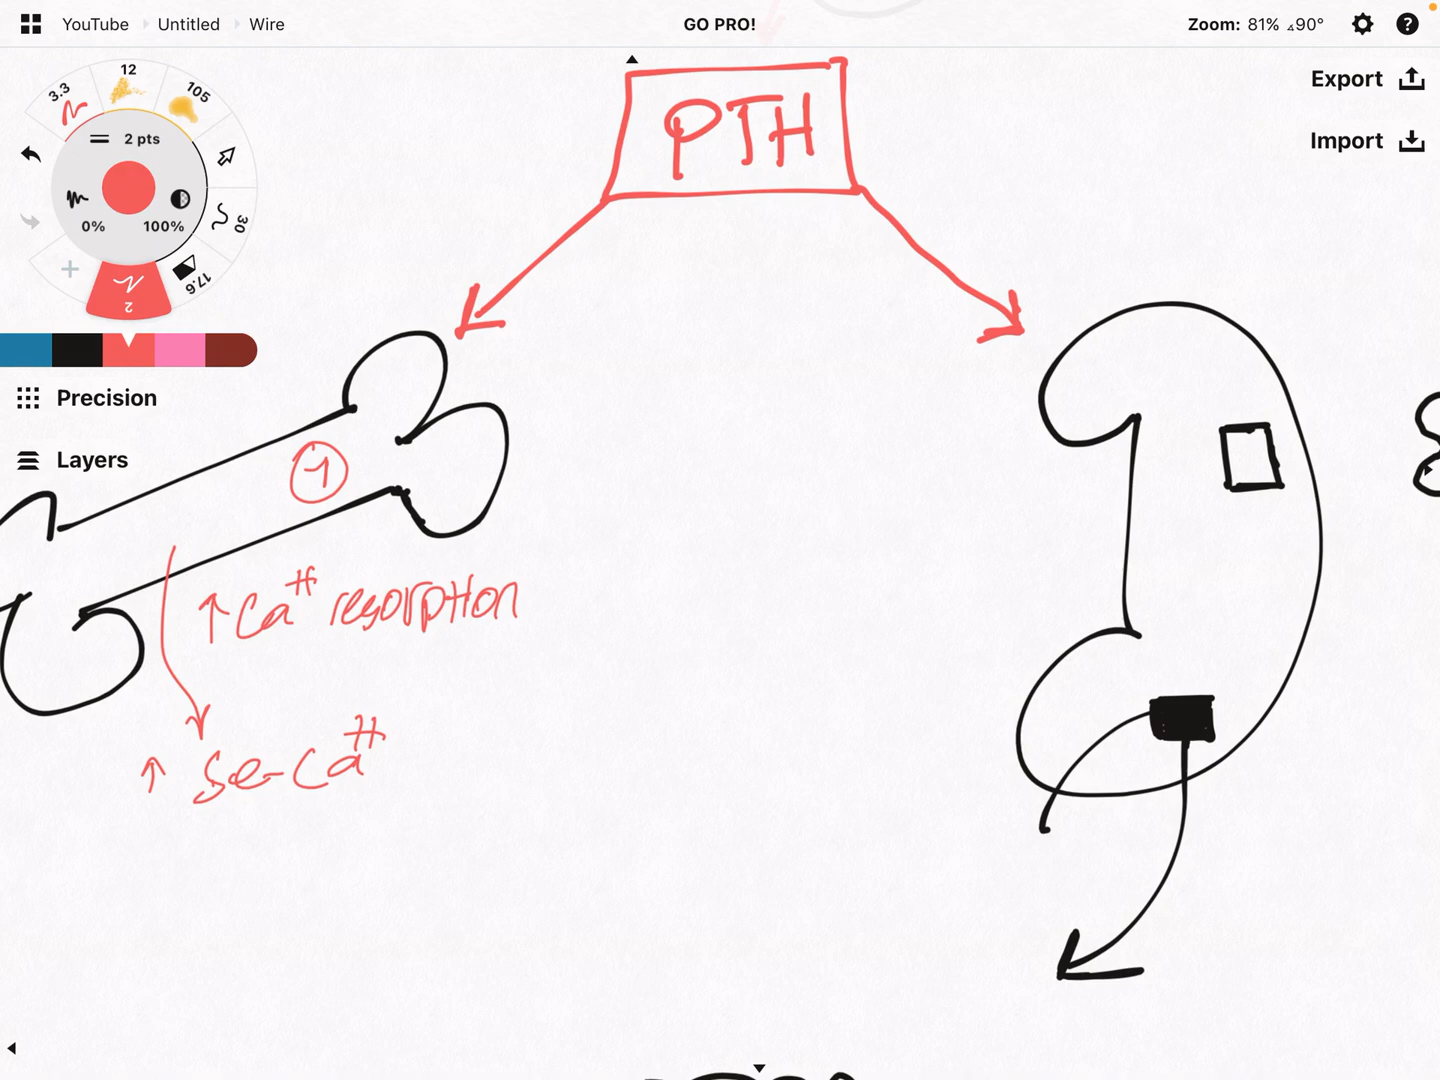 YouTube Untitled Wire
GO PRO!
Zoom: 81% ⊿90°
Export
Import
3.3
12
105
2 pts
30
0% 100%
17.6
2
Precision
Layers
PTH
1
↑ Ca++ resorption
↑ Se-Ca++